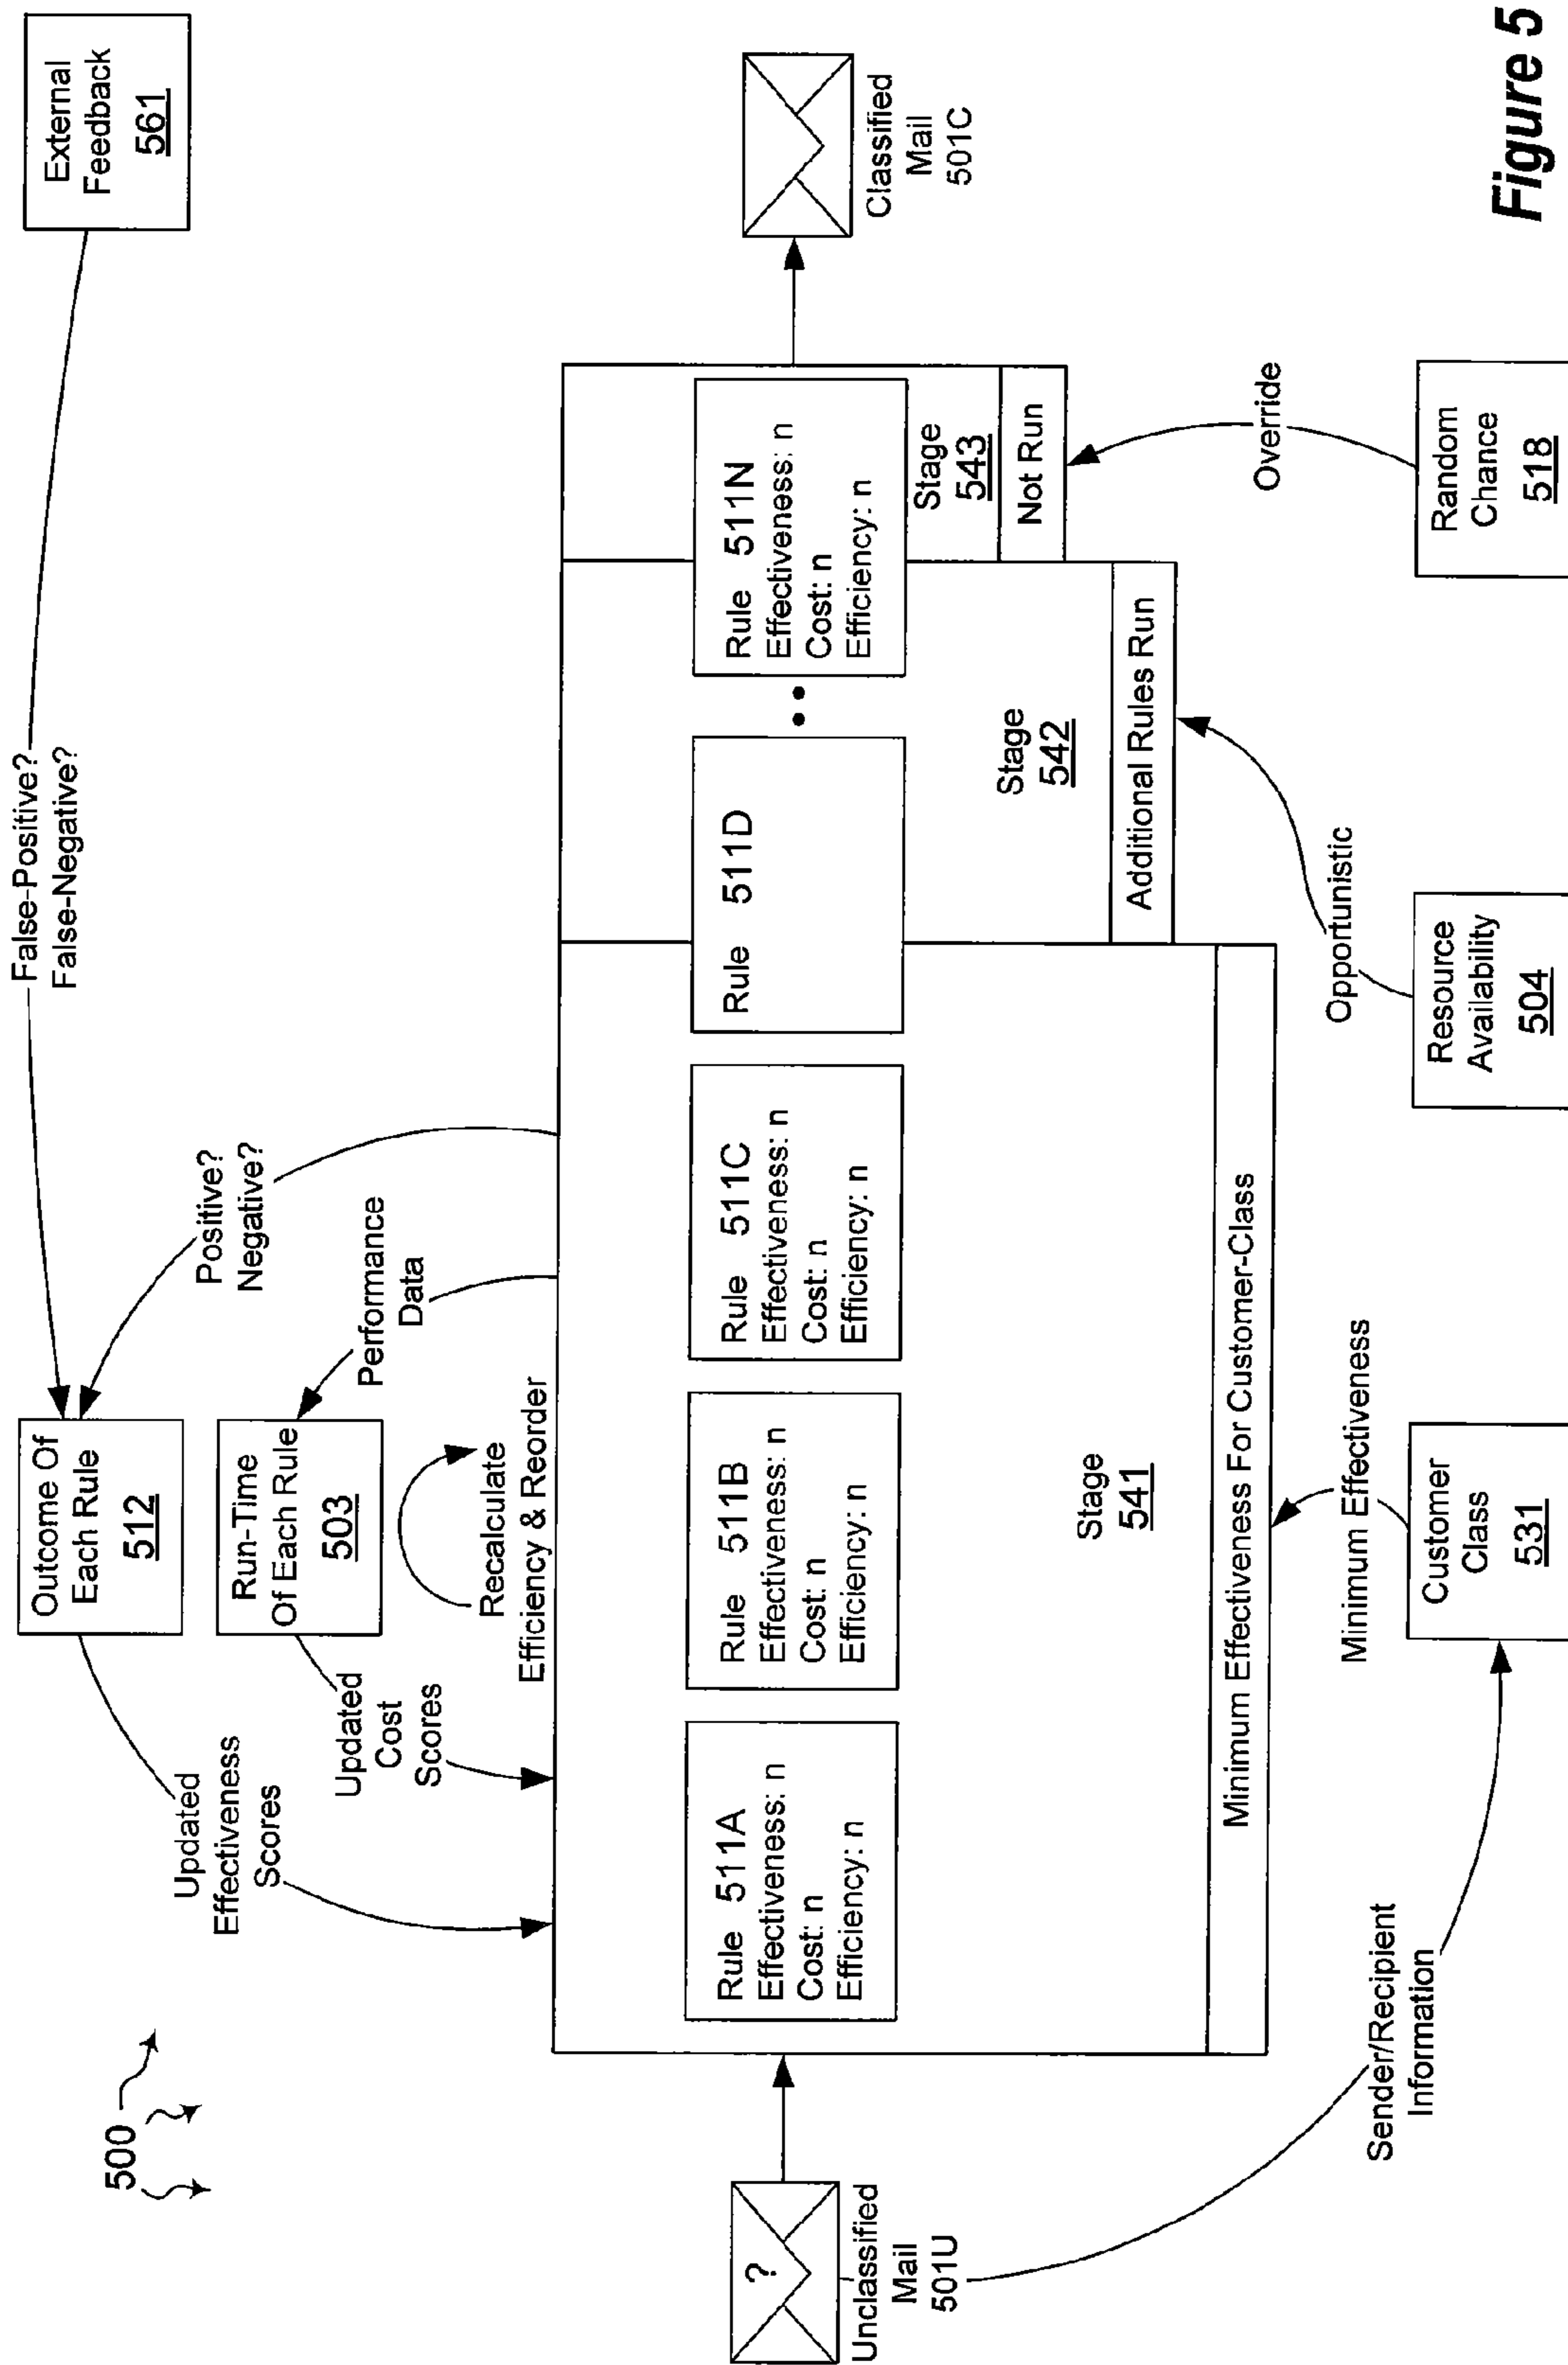 500
False-Positive?
False-Negative?
External
Feedback
561
Outcome Of
Each Rule
512
Positive?
Negative?
Run-Time
Of Each Rule
503
Performance
Data
Updated
Effectiveness
Scores
Updated
Cost
Scores
Recalculate
Efficiency & Reorder
?
Unclassified
Mail
501U
Rule 511A
Effectiveness: n
Cost: n
Efficiency: n
Rule 511B
Effectiveness: n
Cost: n
Efficiency: n
Rule 511C
Effectiveness: n
Cost: n
Efficiency: n
Rule 511D
Rule 511N
Effectiveness: n
Cost: n
Efficiency: n
Classified
Mail
501C
Stage
541
Stage
542
Stage
543
Minimum Effectiveness For Customer-Class
Additional Rules Run
Not Run
Sender/Recipient
Information
Minimum Effectiveness
Opportunistic
Override
Customer
Class
531
Resource
Availability
504
Random
Chance
518
Figure 5